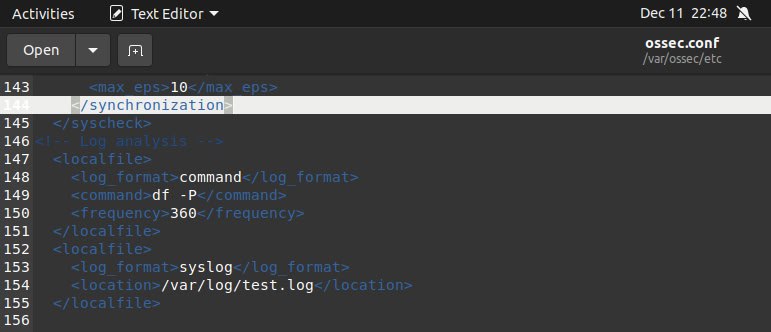 Activities Text Editor Dec 11 22:48
Open ossec.conf
/var/ossec/etc
143 <max_eps>10</max_eps>
144 </synchronization>
145 </syscheck>
146 <!-- Log analysis -->
147 <localfile>
148 <log_format>command</log_format>
149 <command>df -P</command>
150 <frequency>360</frequency>
151 </localfile>
152 <localfile>
153 <log_format>syslog</log_format>
154 <location>/var/log/test.log</location>
155 </localfile>
156